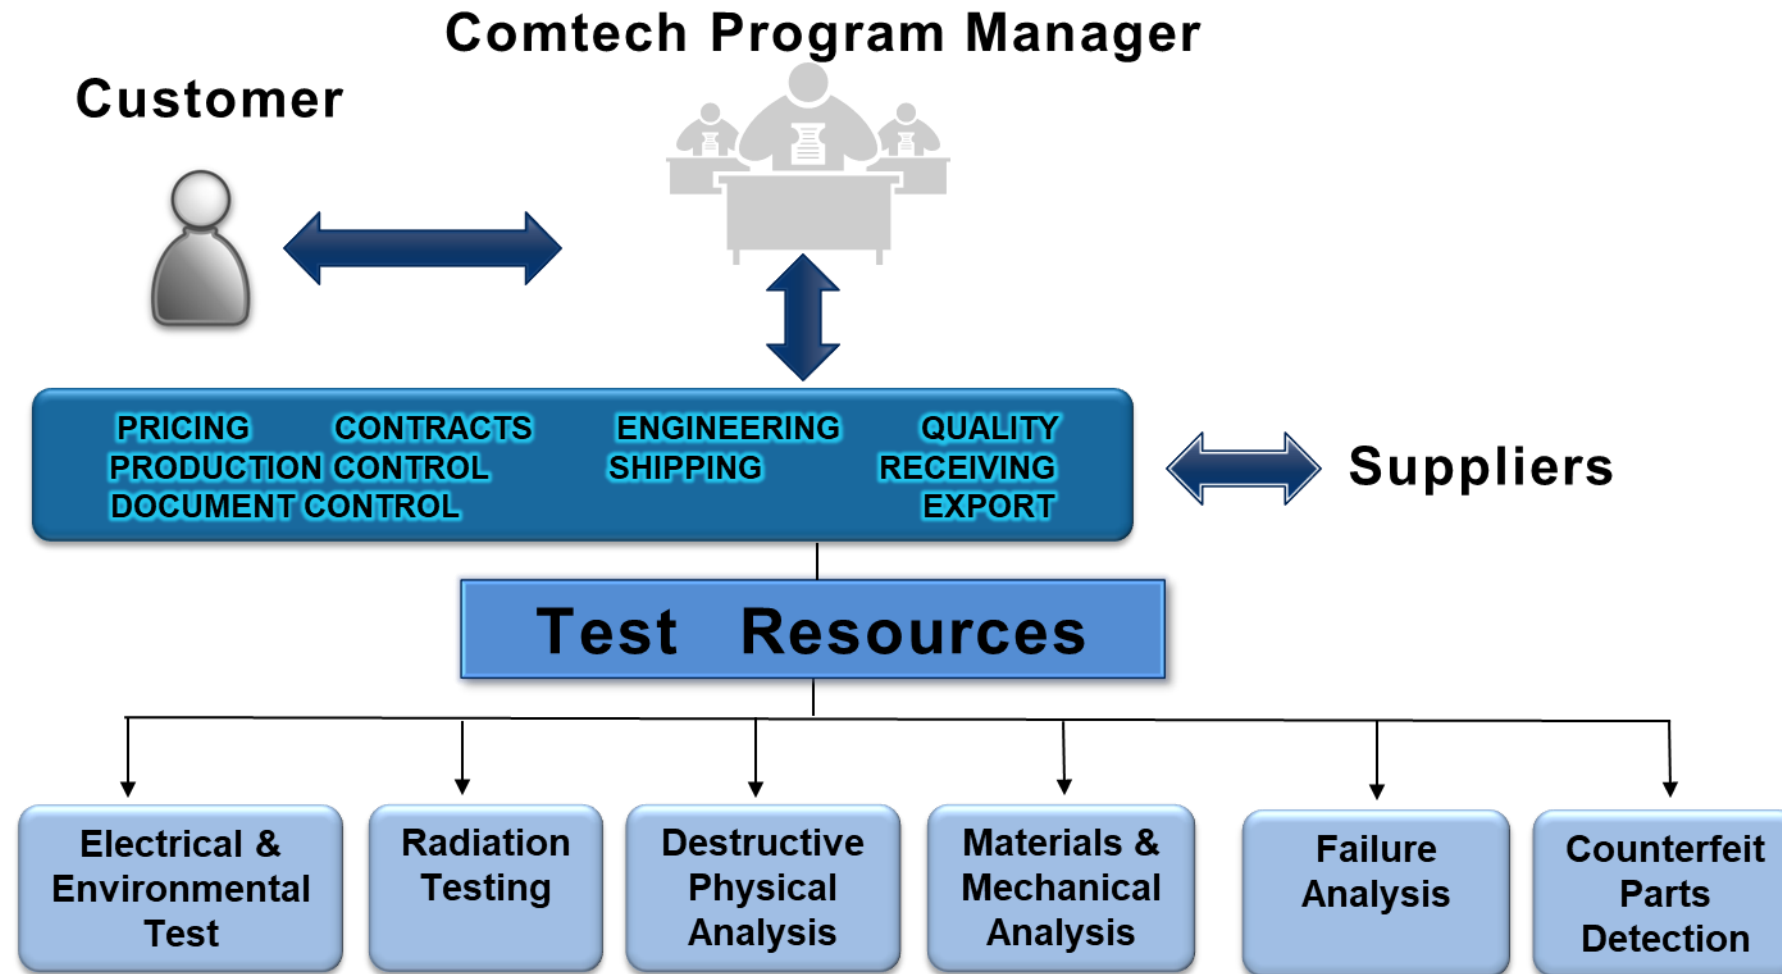 Comtech Program Manager
Customer
PRICING CONTRACTS ENGINEERING QUALITY
PRODUCTION CONTROL SHIPPING RECEIVING
DOCUMENT CONTROL EXPORT
Suppliers
Test Resources
Electrical &
Environmental
Test
Radiation
Testing
Destructive
Physical
Analysis
Materials &
Mechanical
Analysis
Failure
Analysis
Counterfeit
Parts
Detection